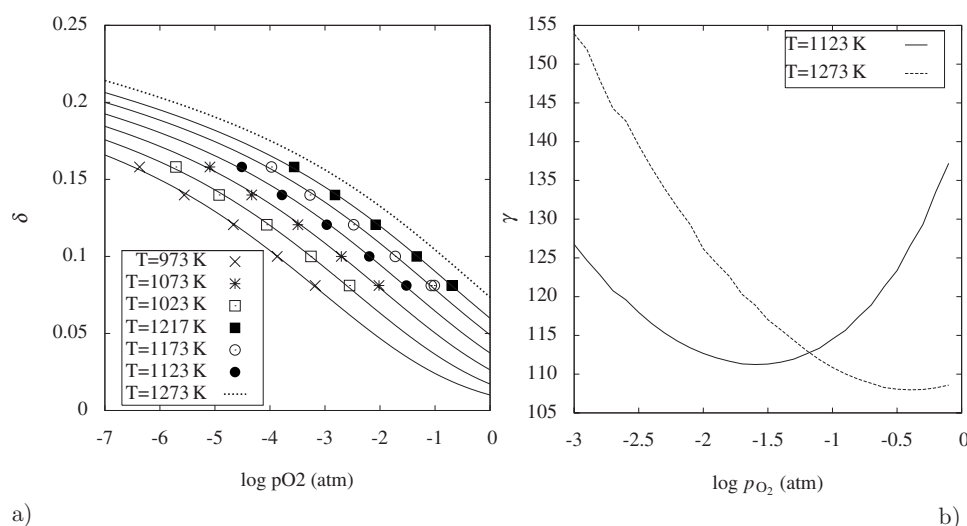 0.25
0.2
0.15
0.1
0.05
0
δ
T=973 K
T=1073 K
T=1023 K
T=1217 K
T=1173 K
T=1123 K
T=1273 K
-7 -6 -5 -4 -3 -2 -1 0
log pO2 (atm)
a)
155
150
145
140
135
130
125
120
115
110
105
γ
T=1123 K
T=1273 K
-3 -2.5 -2 -1.5 -1 -0.5 0
log pO2 (atm)
b)